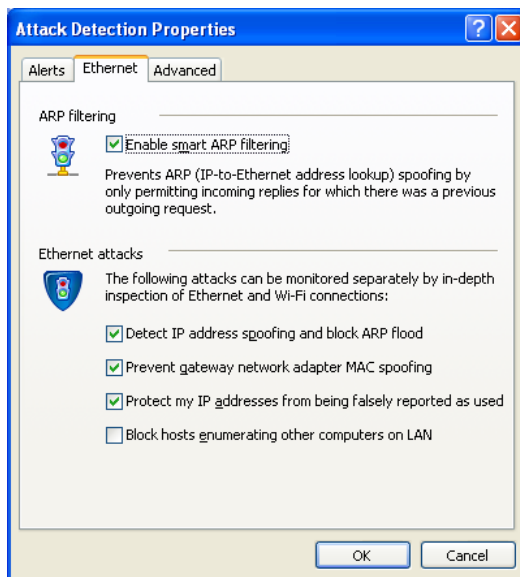 Attack Detection Properties
Alerts
Ethernet
Advanced
ARP filtering
Enable smart ARP filtering
Prevents ARP (IP-to-Ethernet address lookup) spoofing by
only permitting incoming replies for which there was a previous
outgoing request.
Ethernet attacks
The following attacks can be monitored separately by in-depth
inspection of Ethernet and Wi-Fi connections:
Detect IP address spoofing and block ARP flood
Prevent gateway network adapter MAC spoofing
Protect my IP addresses from being falsely reported as used
Block hosts enumerating other computers on LAN
OK
Cancel